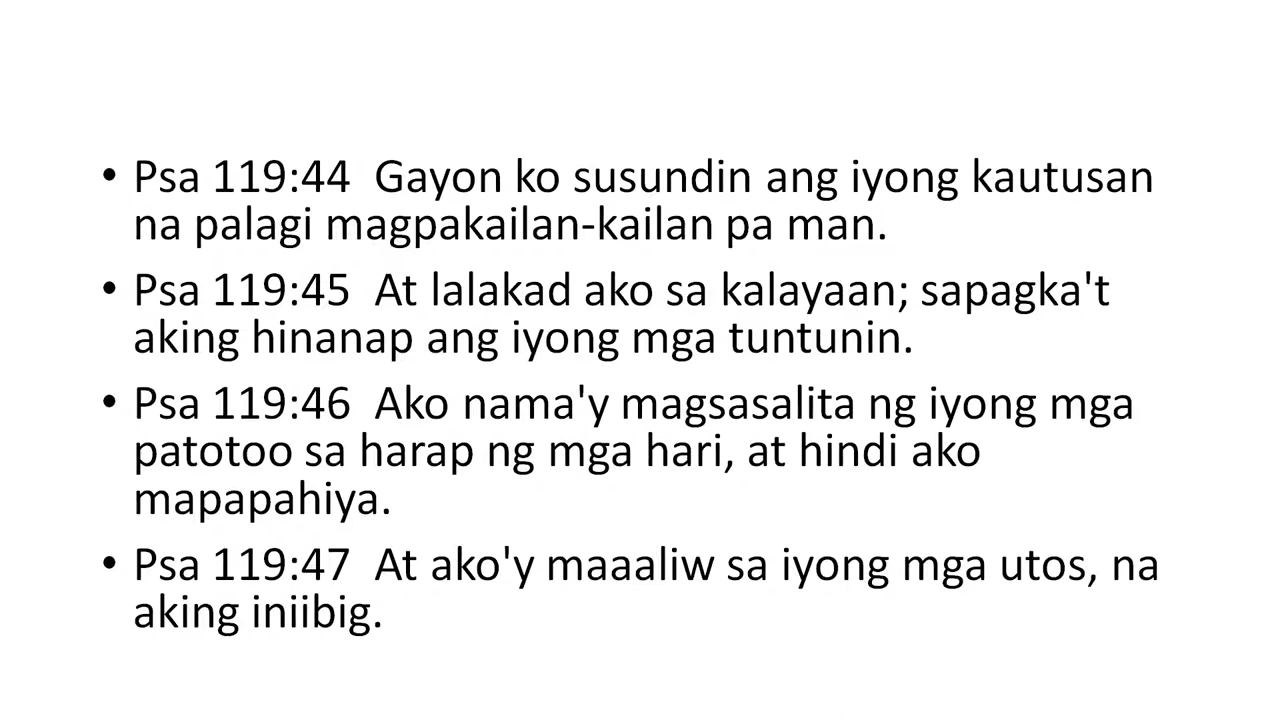 • Psa 119:44  Gayon ko susundin ang iyong kautusan
na palagi magpakailan-kailan pa man.
• Psa 119:45  At lalakad ako sa kalayaan; sapagka't
aking hinanap ang iyong mga tuntunin.
• Psa 119:46  Ako nama'y magsasalita ng iyong mga
patotoo sa harap ng mga hari, at hindi ako
mapapahiya.
• Psa 119:47  At ako'y maaaliw sa iyong mga utos, na
aking iniibig.